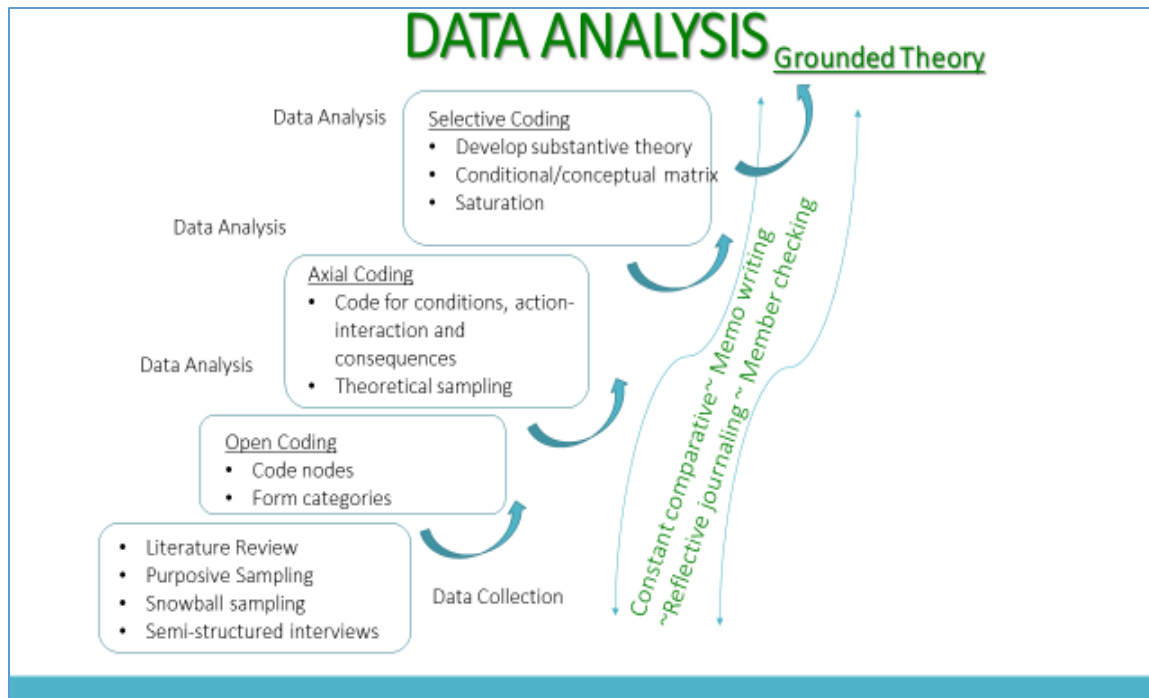 DATA ANALYSIS
Grounded Theory
Data Analysis
Selective Coding
• Develop substantive theory
• Conditional/conceptual matrix
• Saturation
Data Analysis
Axial Coding
• Code for conditions, action-
interaction and
consequences
• Theoretical sampling
Data Analysis
Open Coding
• Code nodes
• Form categories
• Literature Review
• Purposive Sampling
• Snowball sampling
• Semi-structured interviews
Data Collection
Constant comparative~ Memo writing
~Reflective journaling ~ Member checking